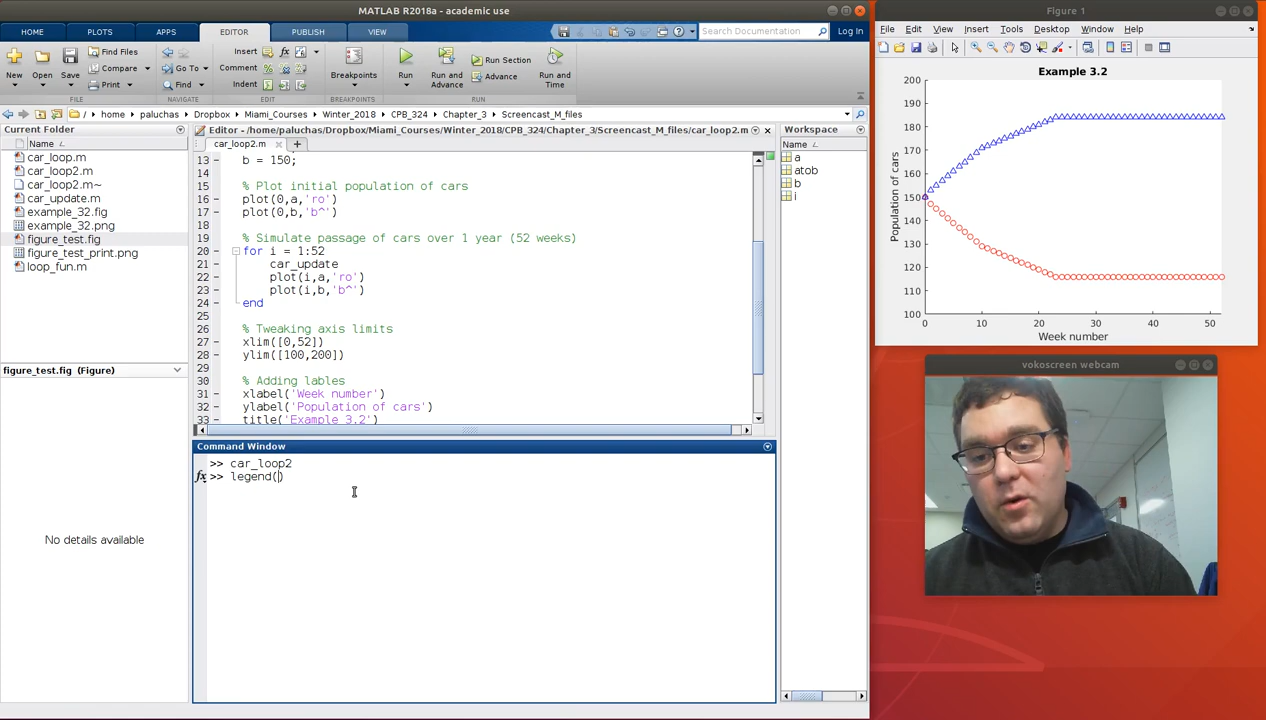 MATLAB R2018a - academic use
HOME PLOTS APPS EDITOR PUBLISH VIEW Search Documentation Log In
New Open Save Find Files Compare Print Go To Find Insert Comment Indent fx Breakpoints Run Run and Advance Run Section Advance Run and Time
FILE NAVIGATE EDIT BREAKPOINTS RUN
/ home paluchas Dropbox Miami_Courses Winter_2018 CPB_324 Chapter_3 Screencast_M_files
Current Folder
Name
car_loop.m
car_loop2.m
car_loop2.m~
car_update.m
example_32.fig
example_32.png
figure_test.fig
figure_test_print.png
loop_fun.m
figure_test.fig (Figure)
No details available
Editor - /home/paluchas/Dropbox/Miami_Courses/Winter_2018/CPB_324/Chapter_3/Screencast_M_files/car_loop2.m
car_loop2.m
13 - b = 150;
14
15 % Plot initial population of cars
16 - plot(0,a,'ro')
17 - plot(0,b,'b^')
18
19 % Simulate passage of cars over 1 year (52 weeks)
20 - for i = 1:52
21 - car_update
22 - plot(i,a,'ro')
23 - plot(i,b,'b^')
24 - end
25
26 % Tweaking axis limits
27 - xlim([0,52])
28 - ylim([100,200])
29
30 % Adding lables
31 - xlabel('Week number')
32 - ylabel('Population of cars')
33 - title('Example 3.2')
Command Window
>> car_loop2
fx >> legend()
Workspace
Name
a
atob
b
i
Figure 1
File Edit View Insert Tools Desktop Window Help
Example 3.2
200
190
180
170
160
150
140
130
120
110
100
Population of cars
0 10 20 30 40 50
Week number
vokoscreen webcam